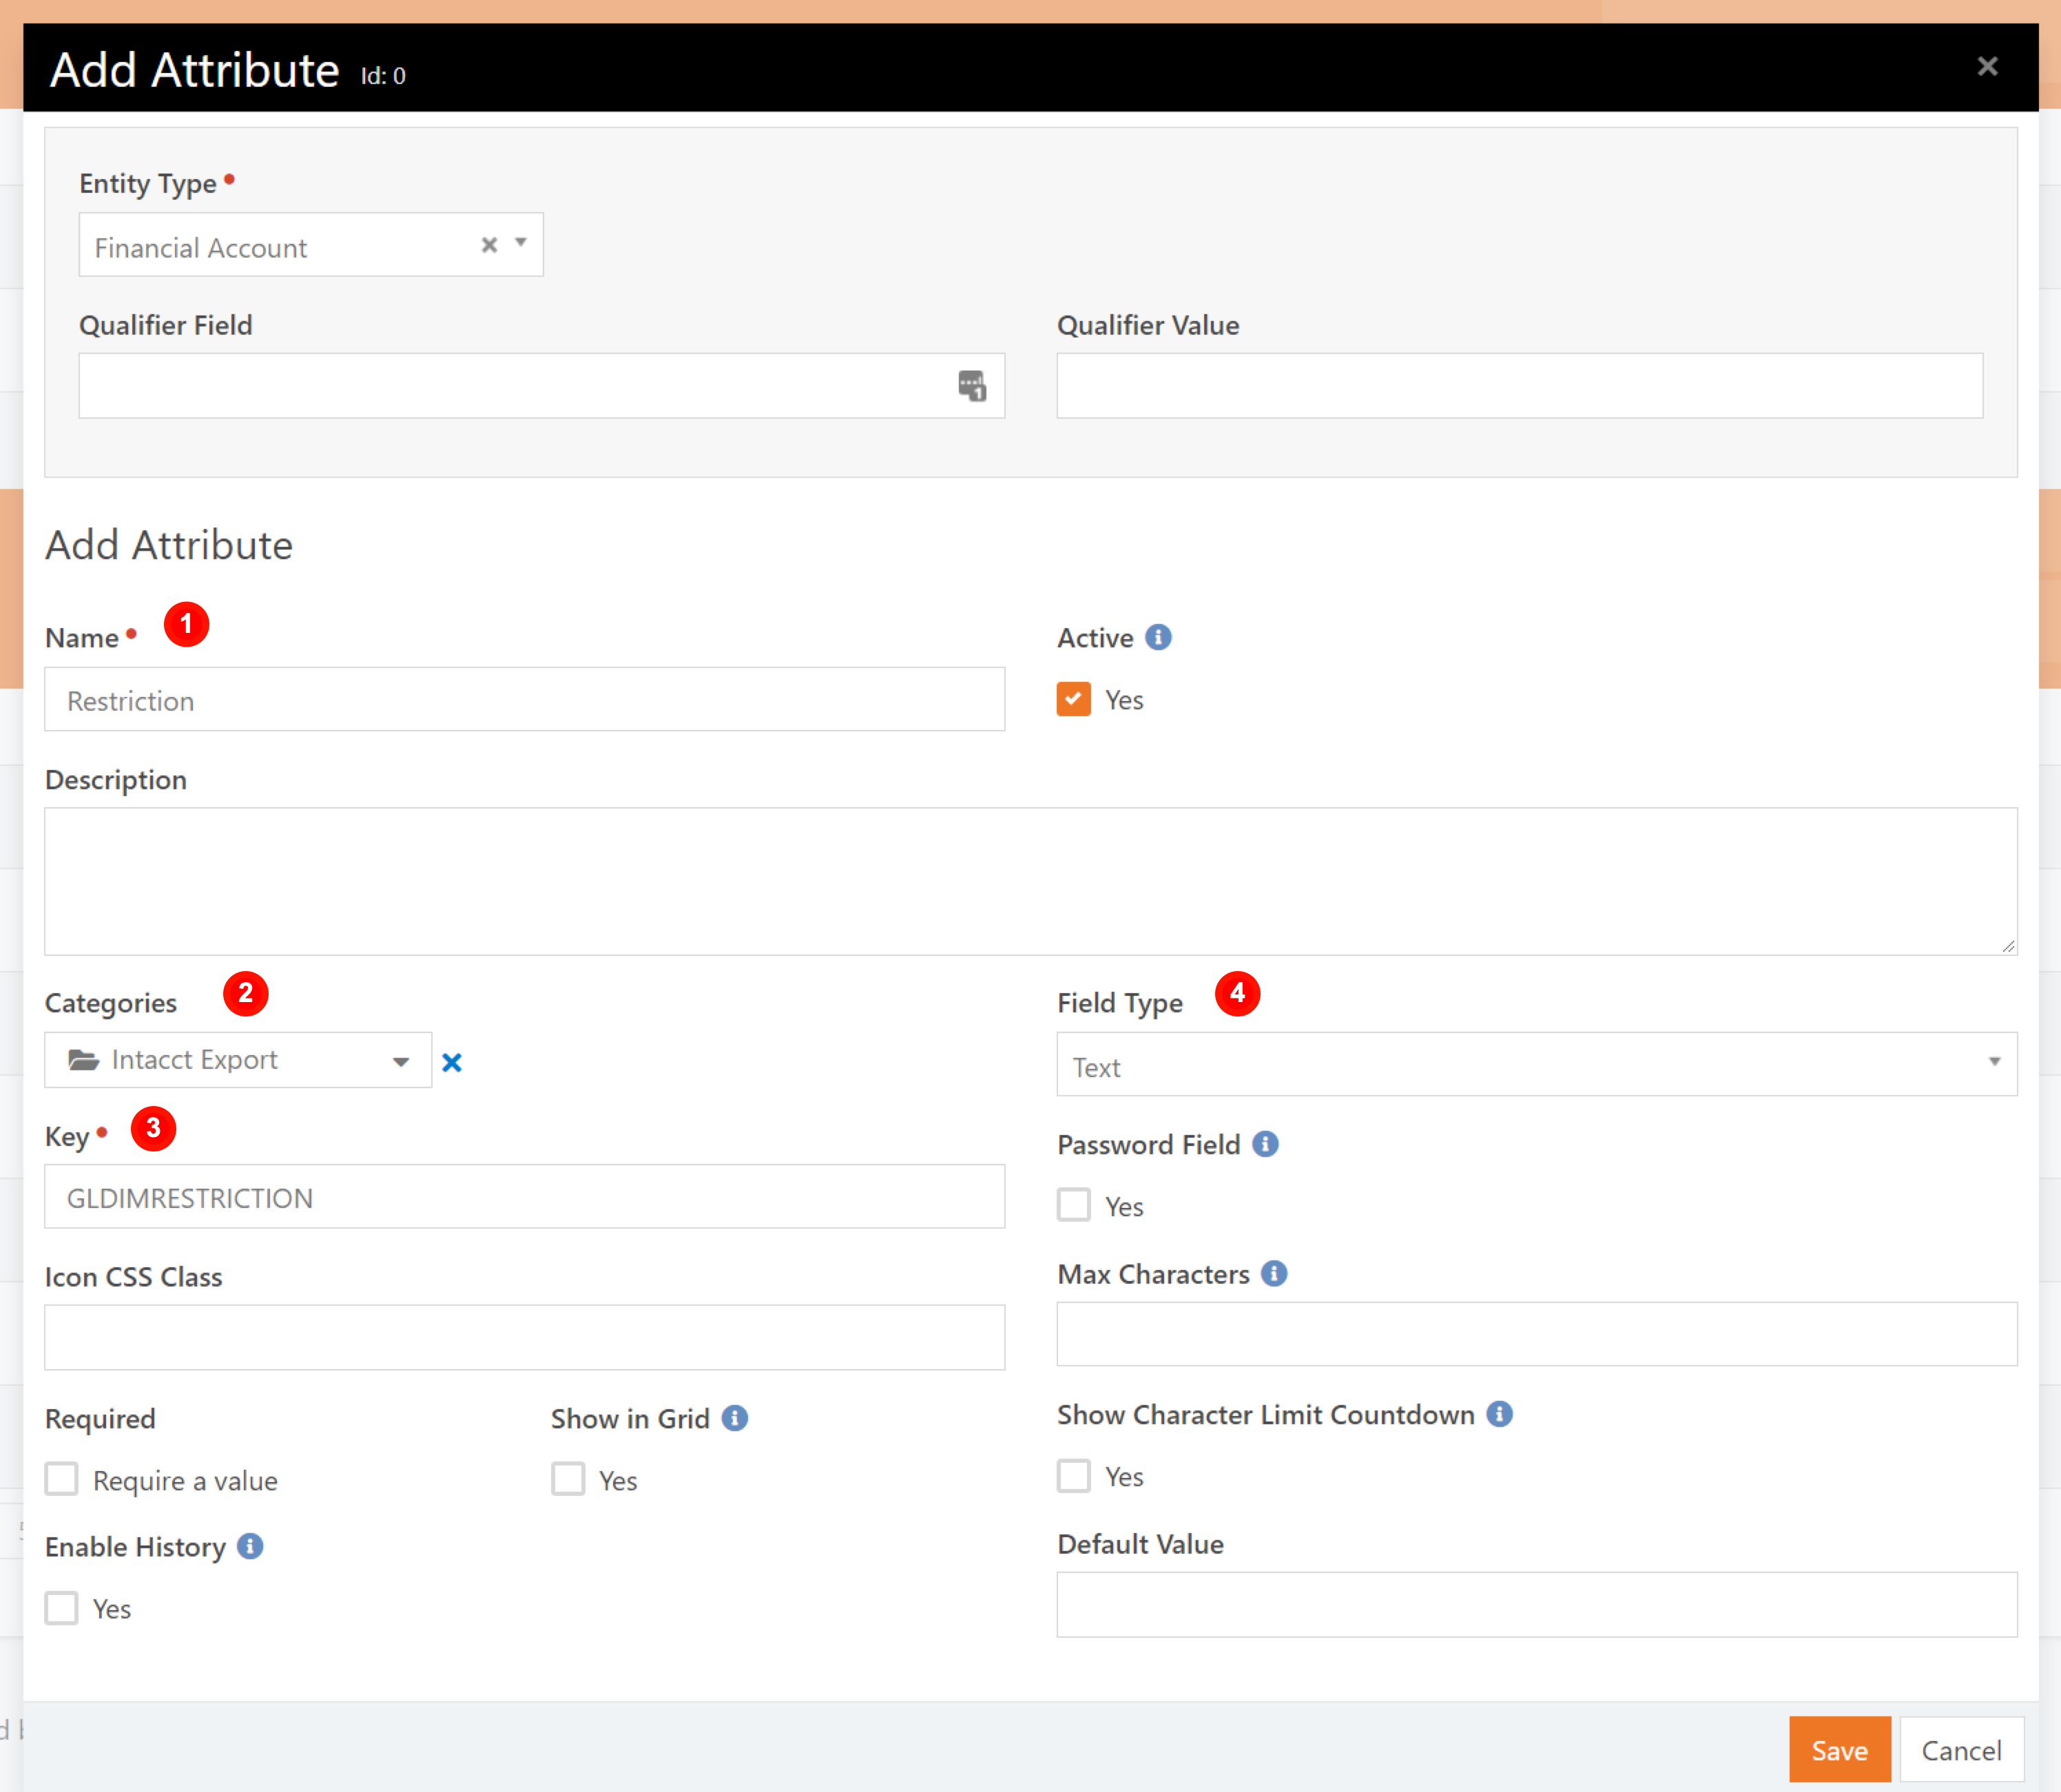 Add Attribute Id: 0
Entity Type
Financial Account
Qualifier Field Qualifier Value
1
Add Attribute
Name 1 Active
Restriction Yes
Description
Categories 2 Field Type 4
Intacct Export Text
Key 3 Password Field
GLDIMRESTRICTION Yes
Icon CSS Class Max Characters
Required Show in Grid Show Character Limit Countdown
Require a value Yes Yes
Enable History Default Value
Yes
Save Cancel